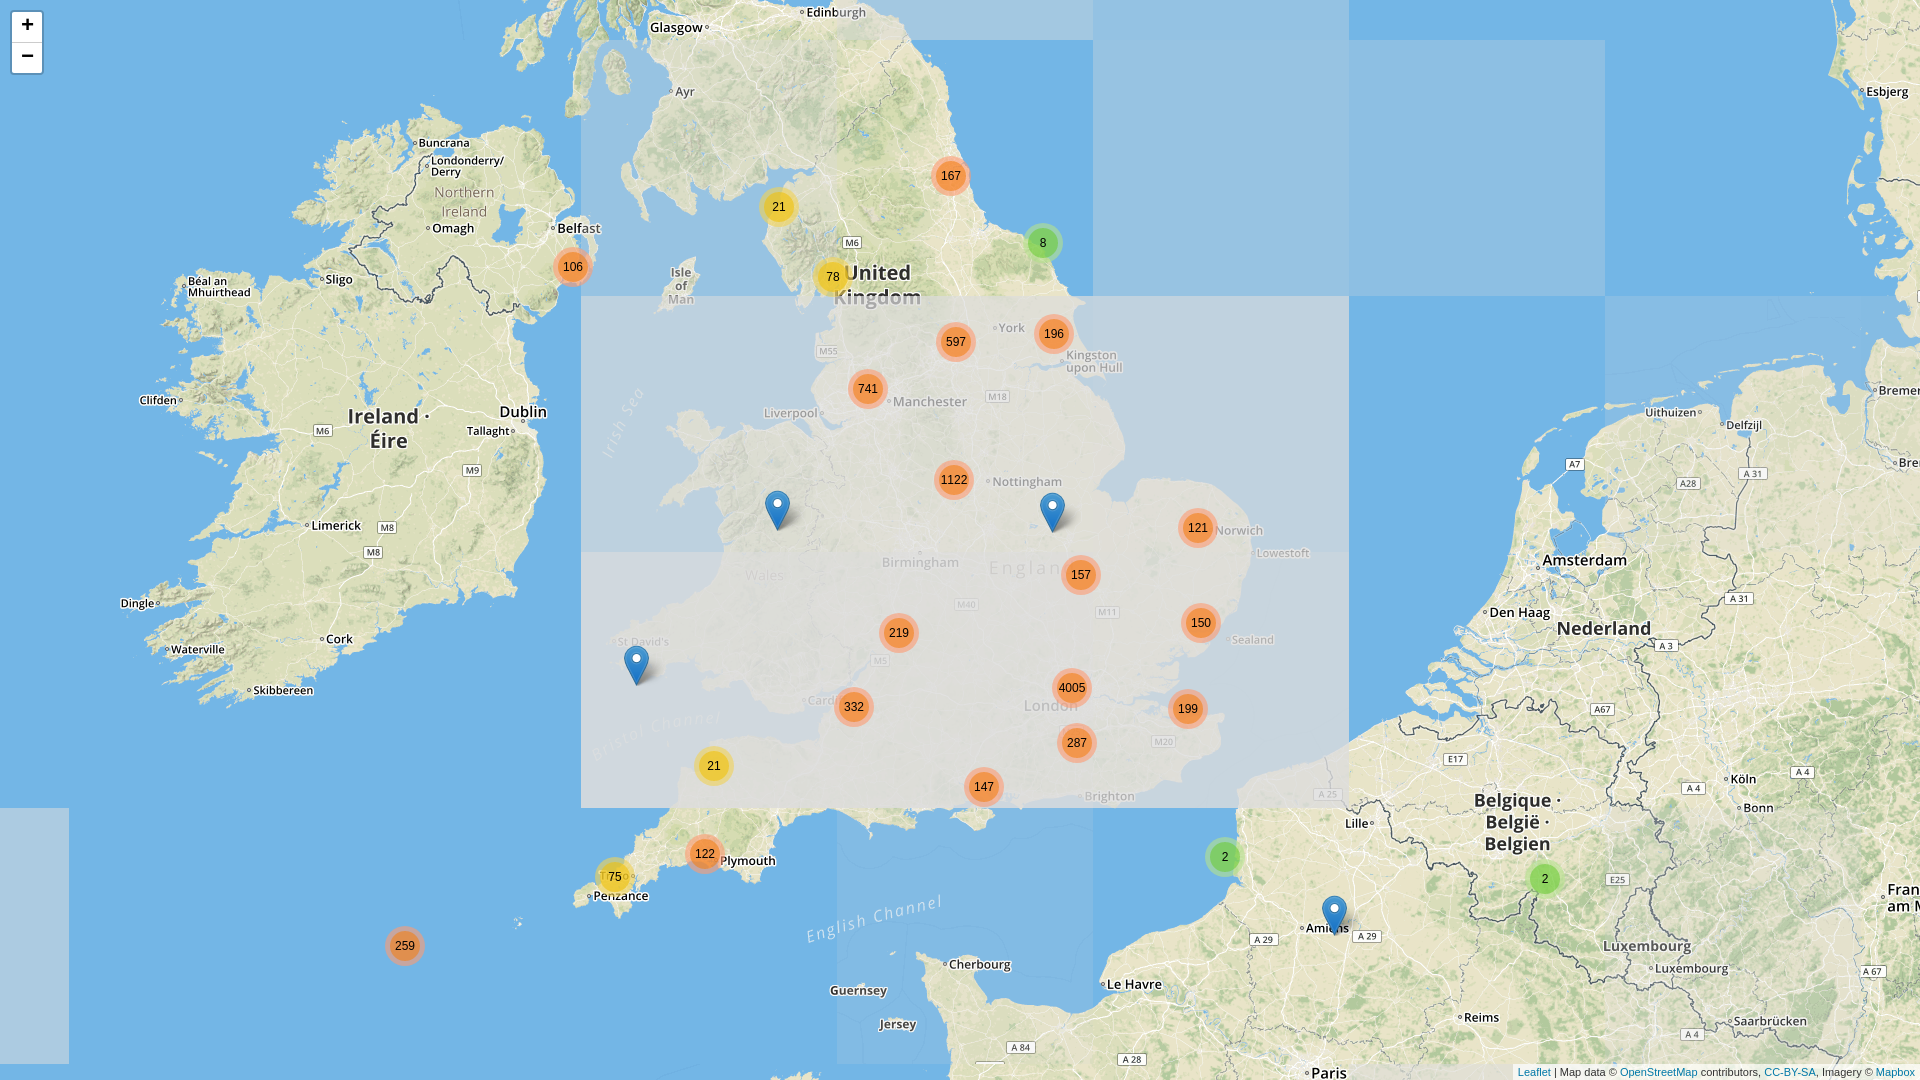 +
−
Glasgow
Edinburgh
Ayr
Esbjerg
Buncrana
Londonderry/
Derry
Northern
Ireland
Omagh
Belfast
106
167
21
8
M6
78
United
Kingdom
Isle
of
Man
Sligo
Béal an
Mhuirthead
York
196
597
M55
Kingston
upon Hull
741
Manchester
M18
Liverpool
Irish Sea
Clifden
Ireland ·
Éire
Dublin
Tallaght
M6
M9
Uithuizen
Delfzijl
A7
A 31
A28
1122
Nottingham
121
Norwich
Lowestoft
Limerick
M8
M8
Birmingham
157
Wales
Amsterdam
A 31
Dingle
M40
M11
Den Haag
Nederland
150
Sealand
219
Cork
Waterville
St David's
M5
A 3
Skibbereen
4005
London
332
199
A67
Bristol Channel
287
M20
E17
21
147
Brighton
A 25
Köln
A 4
A 4
Bonn
Belgique ·
België ·
Belgien
Lille
122
Plymouth
75
Penzance
2
2
E25
English Channel
Amiens
A 29
A 29
259
Luxembourg
Luxembourg
A 67
Cherbourg
Le Havre
Guernsey
Jersey
Reims
Saarbrücken
A 84
A 28
A 4
Paris
Leaflet | Map data © OpenStreetMap contributors, CC-BY-SA, Imagery © Mapbox